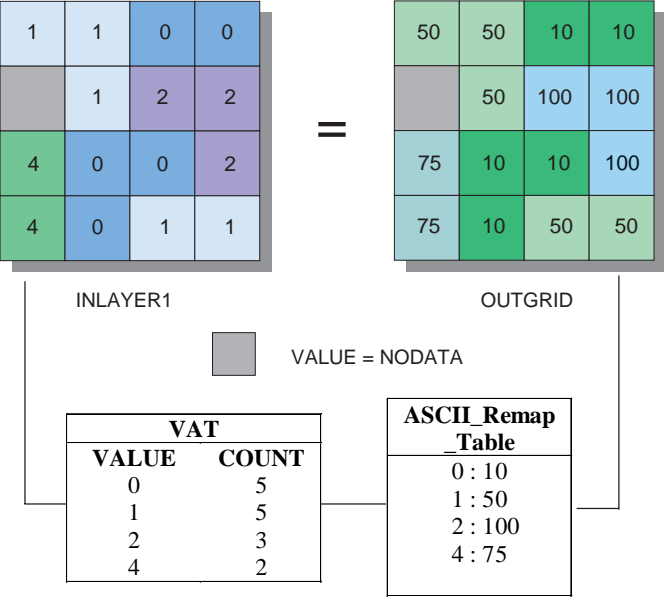 1 1 0 0
1 2 2
4 0 0 2
4 0 1 1
=
50 50 10 10
50 100 100
75 10 10 100
75 10 50 50
INLAYER1
OUTGRID
VALUE = NODATA
VAT
VALUE COUNT
0 5
1 5
2 3
4 2
ASCII_Remap
_Table
0 : 10
1 : 50
2 : 100
4 : 75